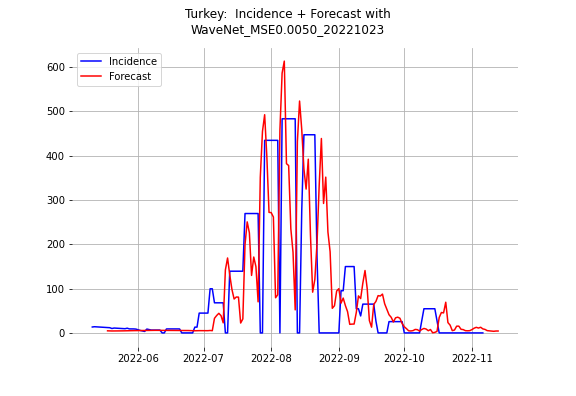 Turkey:  Incidence + Forecast with
WaveNet_MSE0.0050_20221023
Incidence
Forecast
600
500
400
300
200
100
0
2022-06 2022-07 2022-08 2022-09 2022-10 2022-11